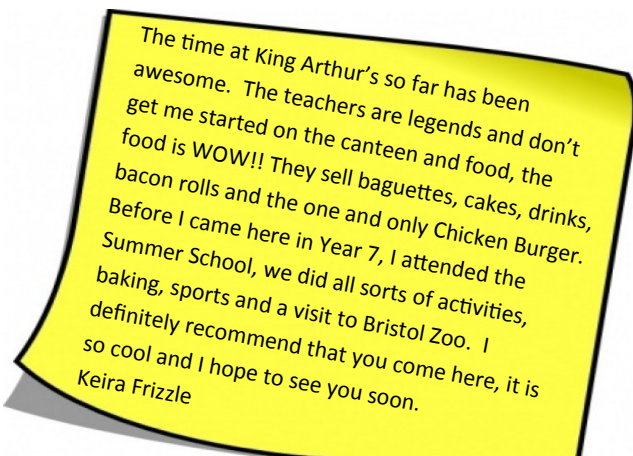 The time at King Arthur's so far has been
awesome.  The teachers are legends and don't
get me started on the canteen and food, the
food is WOW!! They sell baguettes, cakes, drinks,
bacon rolls and the one and only Chicken Burger.
Before I came here in Year 7, I attended the
Summer School, we did all sorts of activities,
baking, sports and a visit to Bristol Zoo.  I
definitely recommend that you come here, it is
so cool and I hope to see you soon.
Keira Frizzle